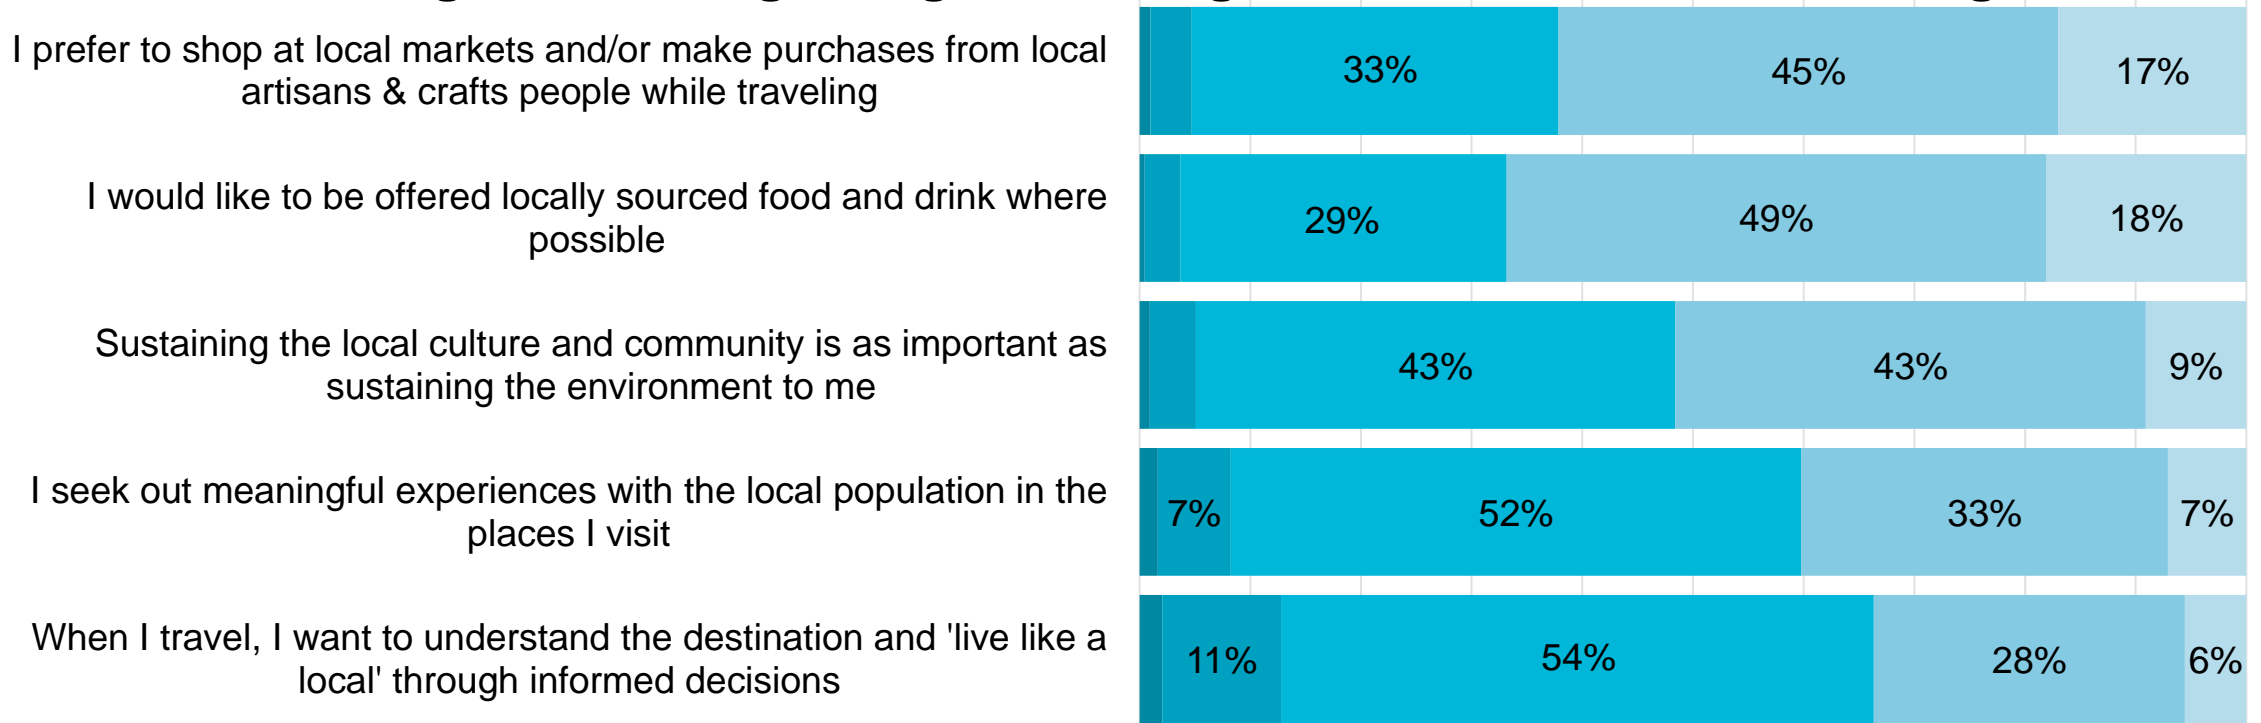 I prefer to shop at local markets and/or make purchases from local
artisans & crafts people while traveling
33%
45%
17%
I would like to be offered locally sourced food and drink where
possible
29%
49%
18%
Sustaining the local culture and community is as important as
sustaining the environment to me
43%
43%
9%
I seek out meaningful experiences with the local population in the
places I visit
7%
52%
33%
7%
When I travel, I want to understand the destination and 'live like a
local' through informed decisions
11%
54%
28%
6%